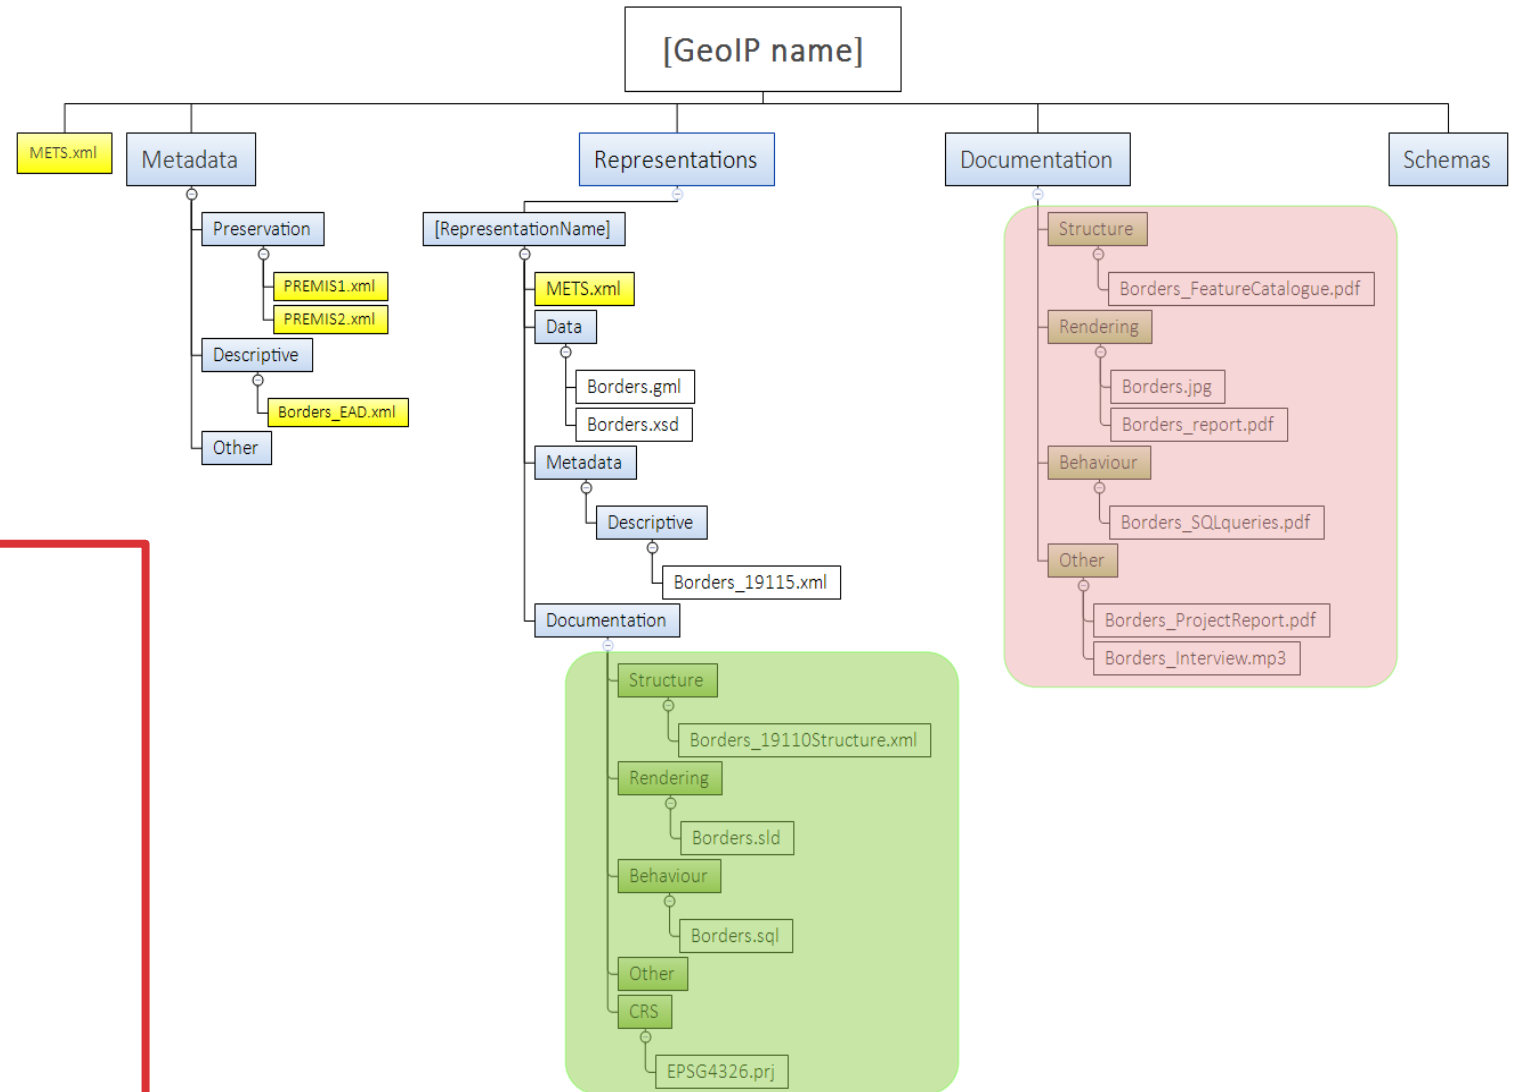 [GeoIP name]
METS.xml
Metadata
Preservation
PREMIS1.xml
PREMIS2.xml
Descriptive
Borders_EAD.xml
Other
Representations
[RepresentationName]
METS.xml
Data
Borders.gml
Borders.xsd
Metadata
Descriptive
Borders_19115.xml
Documentation
Structure
Borders_19110Structure.xml
Rendering
Borders.sld
Behaviour
Borders.sql
Other
CRS
EPSG4326.prj
Documentation
Structure
Borders_FeatureCatalogue.pdf
Rendering
Borders.jpg
Borders_report.pdf
Behaviour
Borders_SQLqueries.pdf
Other
Borders_ProjectReport.pdf
Borders_Interview.mp3
Schemas